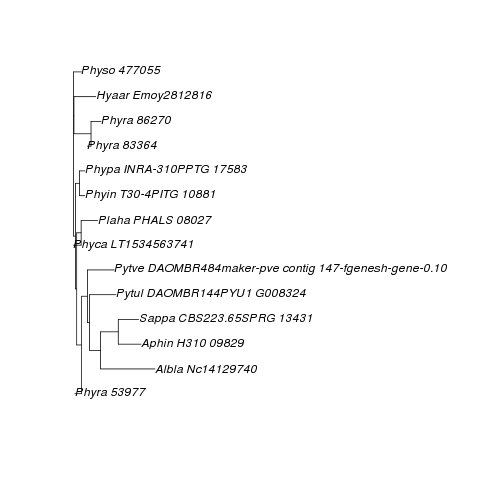 Physo 477055
Hyaar Emoy2812816
Phyra 86270
Phyra 83364
Phypa INRA-310PPTG 17583
Phyin T30-4PITG 10881
Plaha PHALS 08027
Phyca LT1534563741
Pytve DAOMBR484maker-pve contig 147-fgenesh-gene-0.10
Pytul DAOMBR144PYU1 G008324
Sappa CBS223.65SPRG 13431
Aphin H310 09829
Albla Nc14129740
Phyra 53977